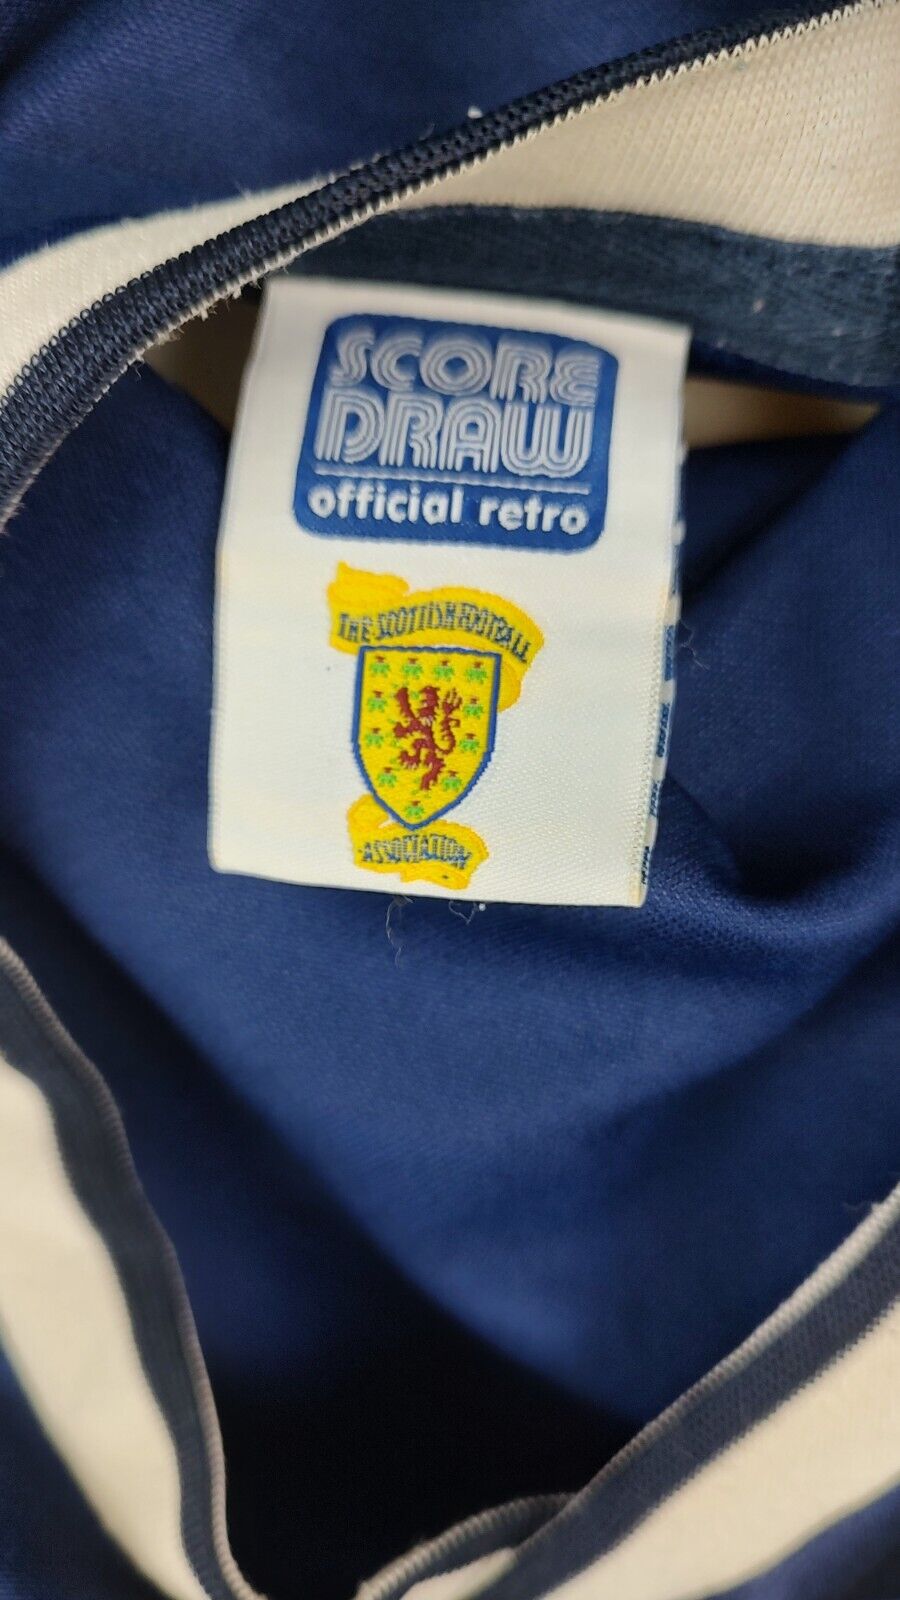 SCORE
DRAW
official retro
THE SCOTTISH FOOTBALL
ASSOCIATION